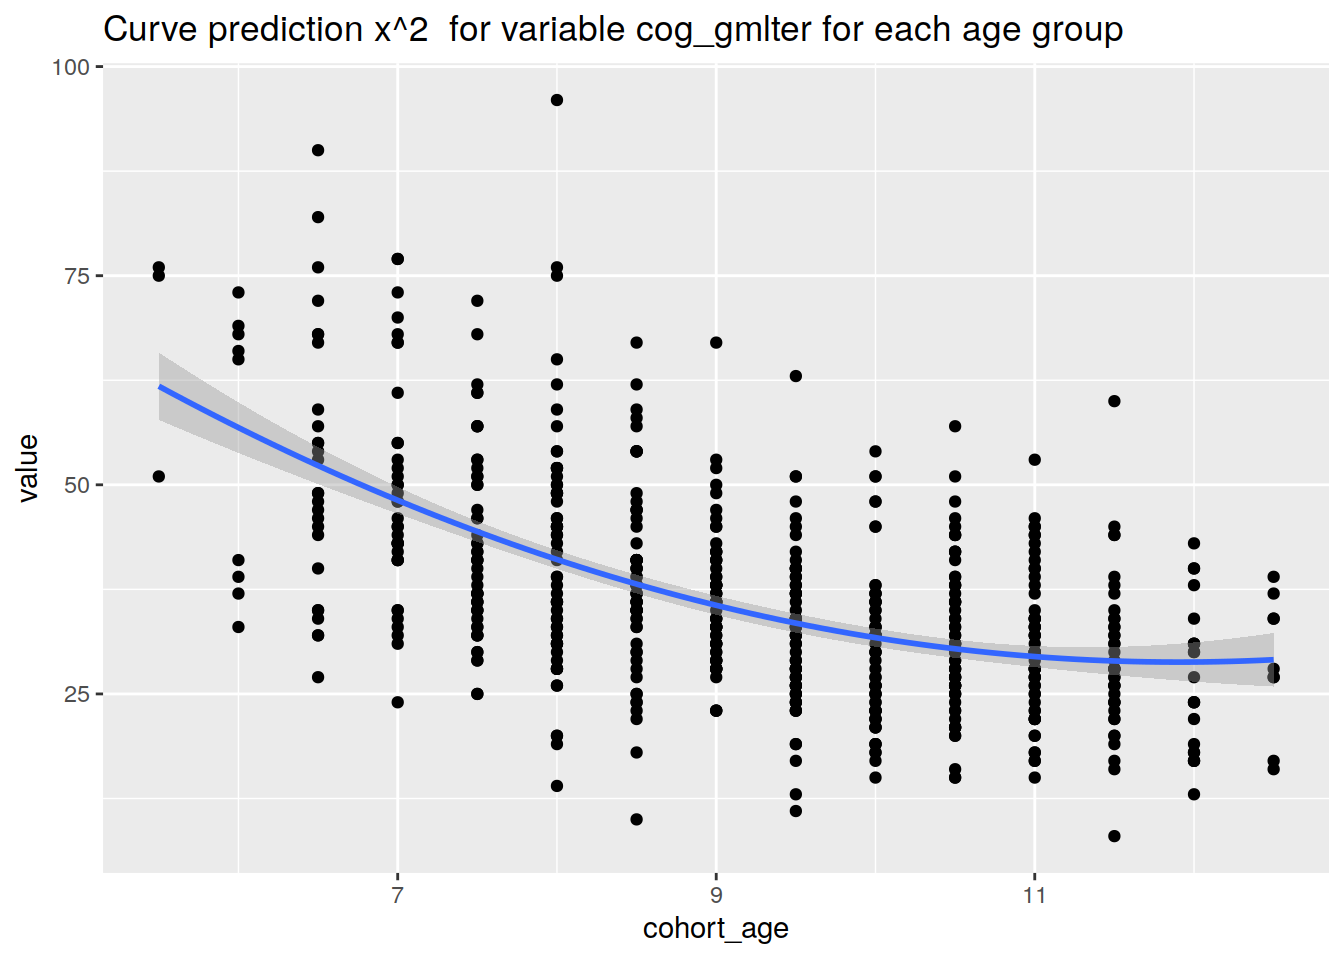 Curve prediction x^2  for variable cog_gmlter for each age group
100
75
50
25
value
7
9
11
cohort_age